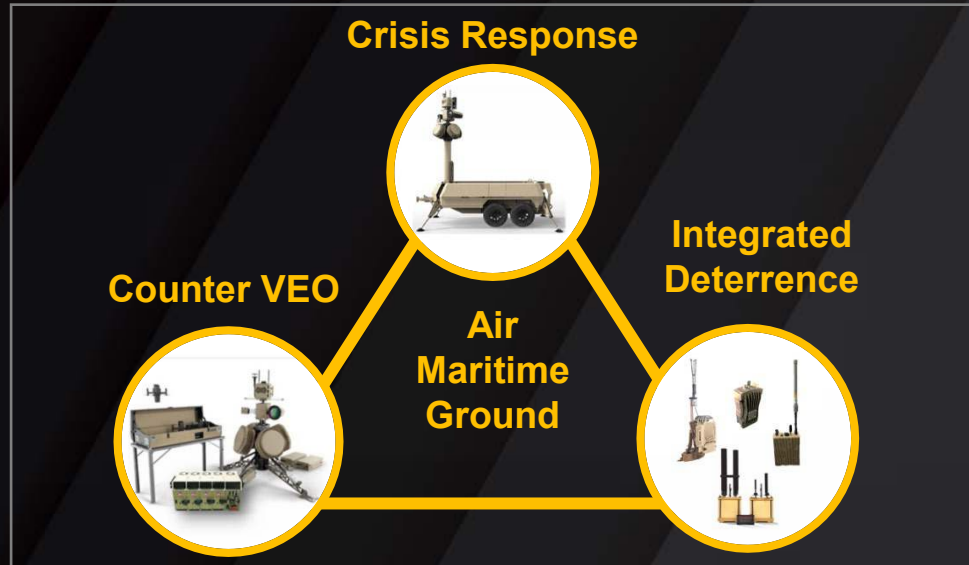 Crisis Response
Integrated
Deterrence
Counter VEO
Air
Maritime
Ground